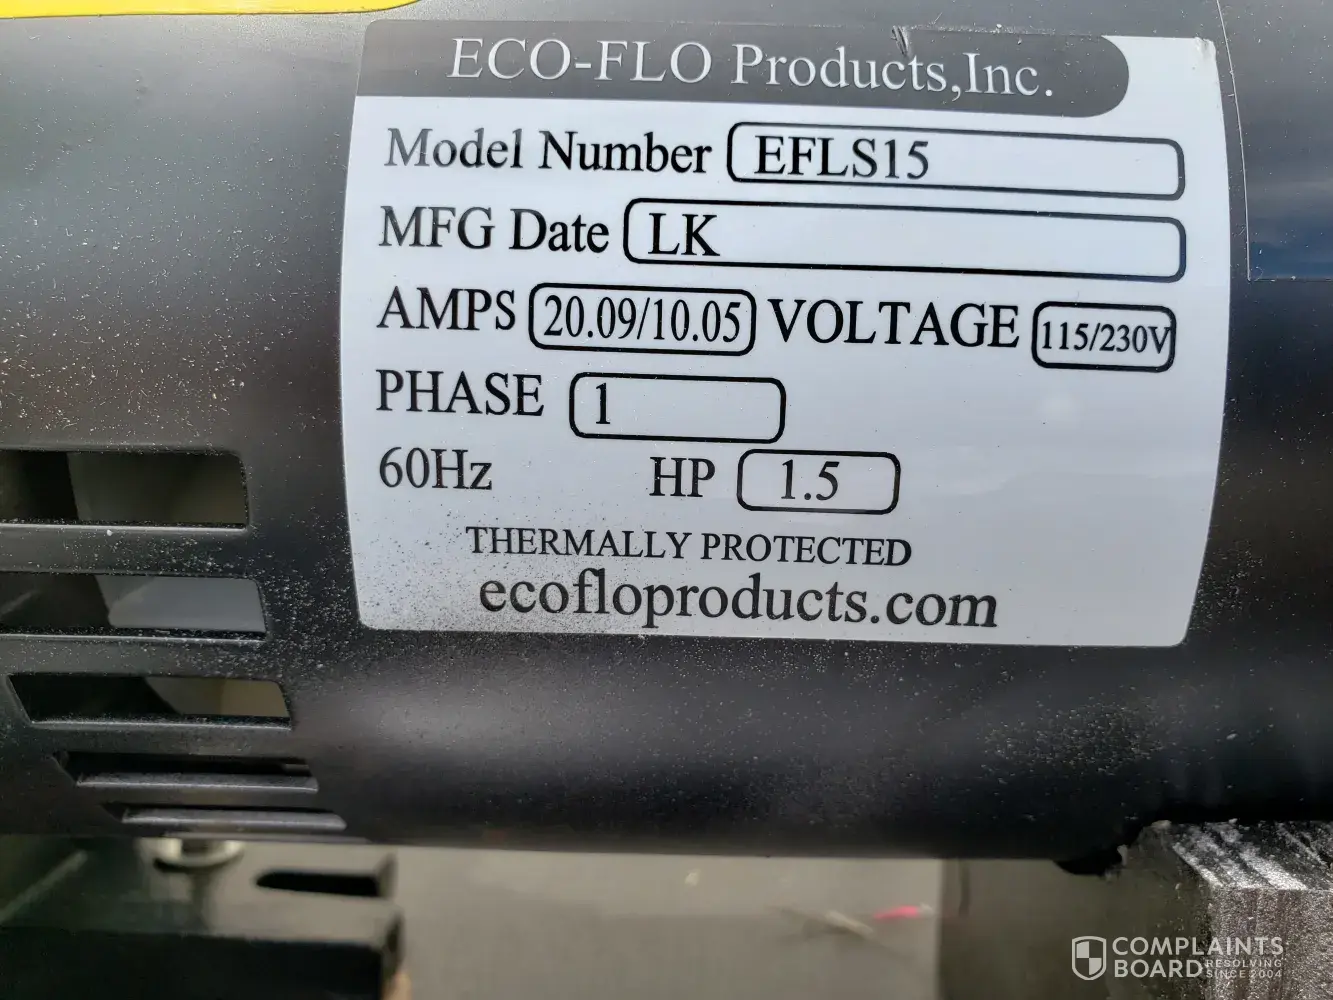 ECO-FLO Products,Inc.
Model Number EFLS15
MFG Date LK
AMPS 20.09/10.05 VOLTAGE 115/230V
PHASE 1
60Hz HP 1.5
THERMALLY PROTECTED
ecofloproducts.com
COMPLAINTS
BOARD RESOLVING
SINCE 2004